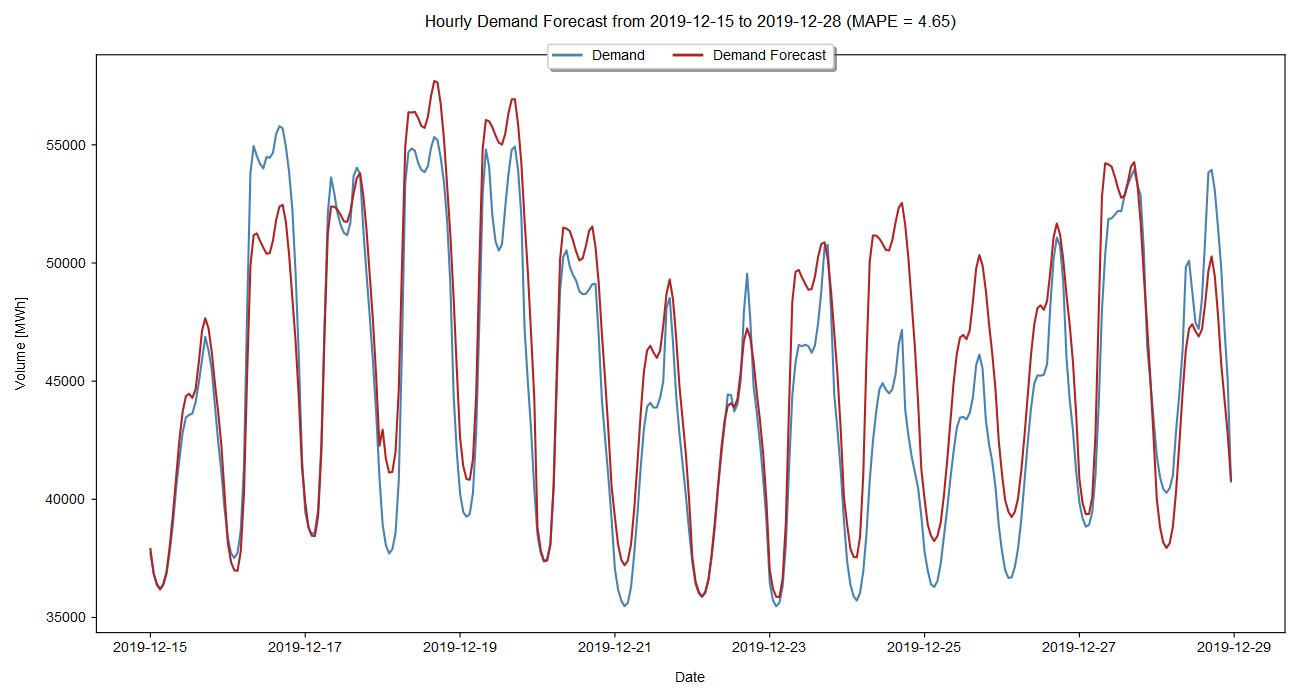 Hourly Demand Forecast from 2019-12-15 to 2019-12-28 (MAPE = 4.65)
Demand Demand Forecast
55000
50000
45000
40000
35000
Volume [MWh]
2019-12-15 2019-12-17 2019-12-19 2019-12-21 2019-12-23 2019-12-25 2019-12-27 2019-12-29
Date